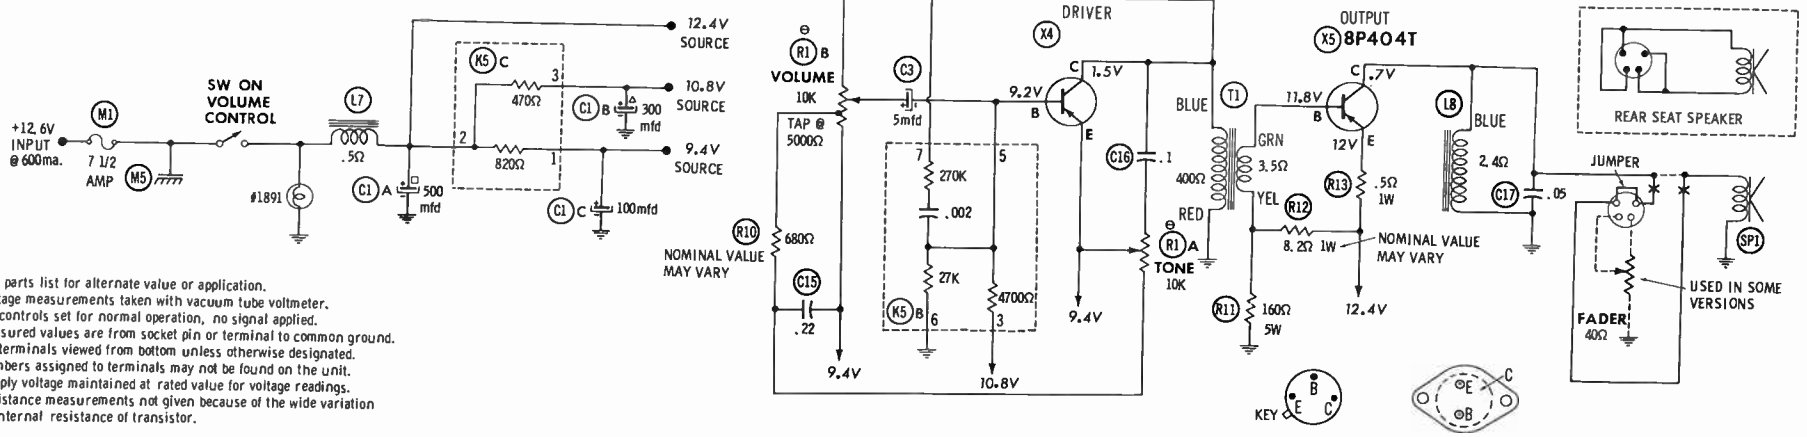 +12.6V
INPUT
@ 600ma.
M1
7 1/2
AMP
M5
SW ON
VOLUME
CONTROL
#1891
L7
.5Ω
C1 A
500
mfd
K5 C
2
3
470Ω
820Ω
1
12.4V
SOURCE
C1 B
300
mfd
10.8V
SOURCE
C1 C
100mfd
9.4V
SOURCE
R1 B
VOLUME
10K
TAP @
5000Ω
R10
680Ω
NOMINAL VALUE
MAY VARY
C15
.22
9.4V
C3
5mfd
7
5
270K
.002
27K
4700Ω
K5 B
6
3
10.8V
DRIVER
X4
9.2V
B
C
1.5V
E
9.4V
C16
.1
R1 A
TONE
10K
T1
BLUE
400Ω
RED
GRN
3.5Ω
YEL
R12
8.2Ω 1W
R11
160Ω
5W
OUTPUT
X5 8P404T
11.8V
B
C
.7V
E
12V
R13
.5Ω
1W
NOMINAL VALUE
MAY VARY
12.4V
L8
BLUE
2.4Ω
C17
.05
JUMPER
SP1
FADER
40Ω
USED IN SOME
VERSIONS
REAR SEAT SPEAKER
KEY
B
E
C
E
B
C
parts list for alternate value or application.
age measurements taken with vacuum tube voltmeter.
controls set for normal operation, no signal applied.
sured values are from socket pin or terminal to common ground.
terminals viewed from bottom unless otherwise designated.
bers assigned to terminals may not be found on the unit.
ply voltage maintained at rated value for voltage readings.
istance measurements not given because of the wide variation
nternal resistance of transistor.